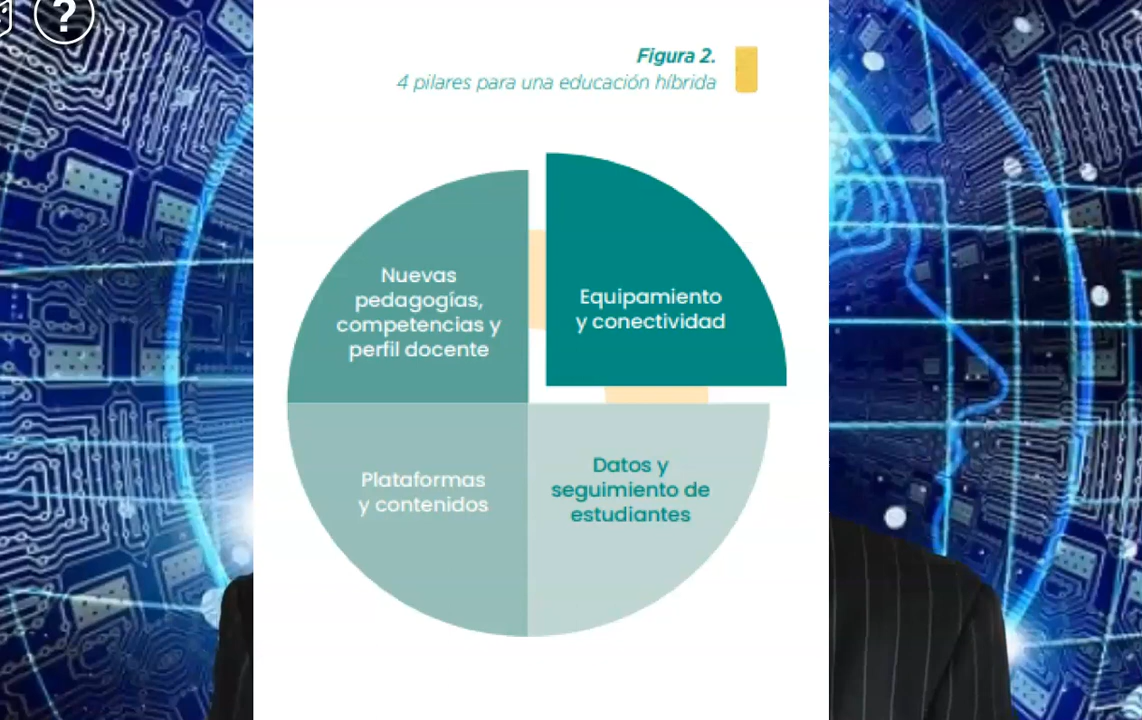 ?
Figura 2.
4 pilares para una educación híbrida
Nuevas
pedagogías,
competencias y
perfil docente
Equipamiento
y conectividad
Plataformas
y contenidos
Datos y
seguimiento de
estudiantes